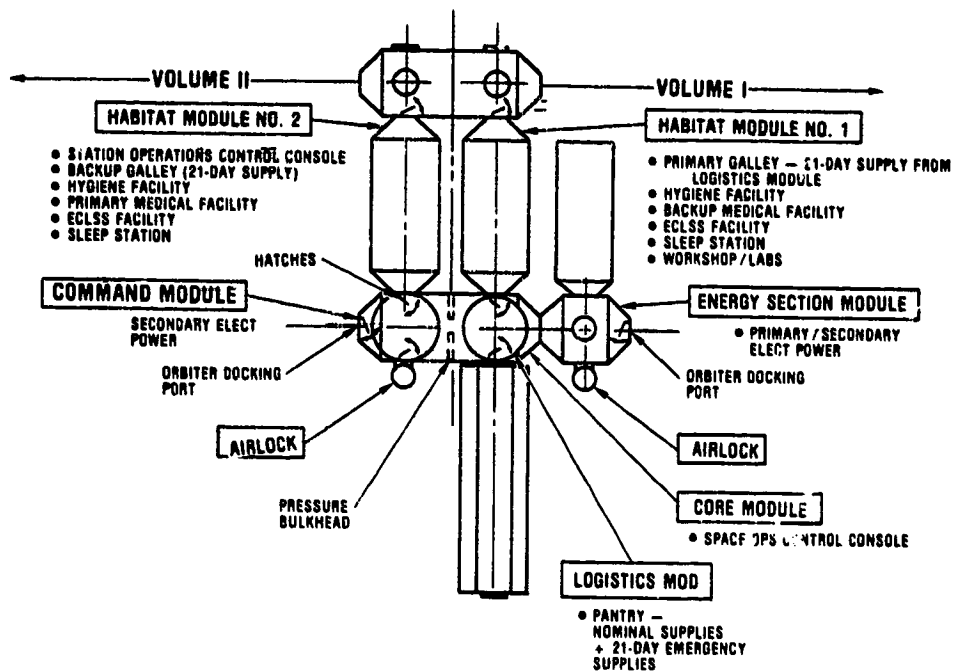 VOLUME II
VOLUME I
HABITAT MODULE NO. 2
• STATION OPERATIONS CONTROL CONSOLE
• BACKUP GALLEY (21-DAY SUPPLY)
• HYGIENE FACILITY
• PRIMARY MEDICAL FACILITY
• ECLSS FACILITY
• SLEEP STATION
HABITAT MODULE NO. 1
• PRIMARY GALLEY — 21-DAY SUPPLY FROM
LOGISTICS MODULE
• HYGIENE FACILITY
• BACKUP MEDICAL FACILITY
• ECLSS FACILITY
• SLEEP STATION
• WORKSHOP/LABS
HATCHES
COMMAND MODULE
SECONDARY ELECT
POWER
ORBITER DOCKING
PORT
ENERGY SECTION MODULE
• PRIMARY/SECONDARY
ELECT POWER
ORBITER DOCKING
PORT
AIRLOCK
AIRLOCK
PRESSURE
BULKHEAD
CORE MODULE
• SPACE OPS CONTROL CONSOLE
LOGISTICS MOD
• PANTRY —
NOMINAL SUPPLIES
+ 21-DAY EMERGENCY
SUPPLIES